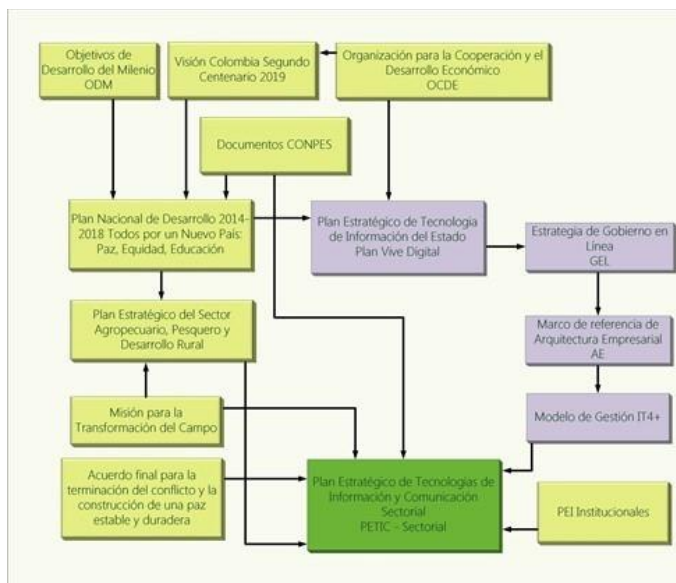 Objetivos de
Desarrollo del Milenio
ODM
Visión Colombia Segundo
Centenario 2019
Organización para la Cooperación y el
Desarrollo Económico
OCDE
Documentos CONPES
Plan Nacional de Desarrollo 2014-
2018 Todos por un Nuevo País:
Paz, Equidad, Educación
Plan Estratégico de Tecnologia
de Información del Estado
Plan Vive Digital
Estrategia de Gobierno en
Línea
GEL
Plan Estratégico del Sector
Agropecuario, Pesquero y
Desarrollo Rural
Marco de referencia de
Arquitectura Empresarial
AE
Misión para la
Transformación del Campo
Modelo de Gestión IT4+
Acuerdo final para la
terminación del conflicto y la
construcción de una paz
estable y duradera
Plan Estratégico de Tecnologías de
Información y Comunicación
Sectorial
PETIC - Sectorial
PEI Institucionales